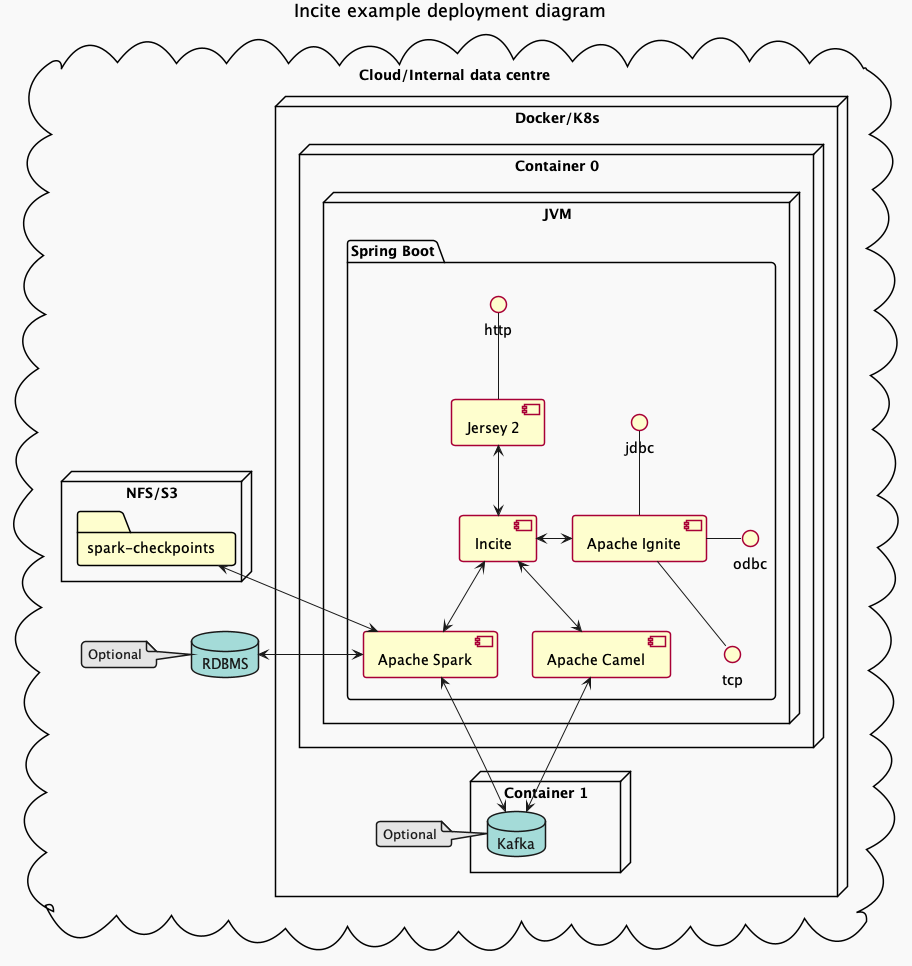 Incite example deployment diagram
Cloud/Internal data centre
Docker/K8s
Container 0
JVM
Spring Boot
http
Jersey 2
jdbc
NFS/S3
spark-checkpoints
Incite
Apache Ignite
odbc
Optional
RDBMS
Apache Spark
Apache Camel
tcp
Container 1
Optional
Kafka